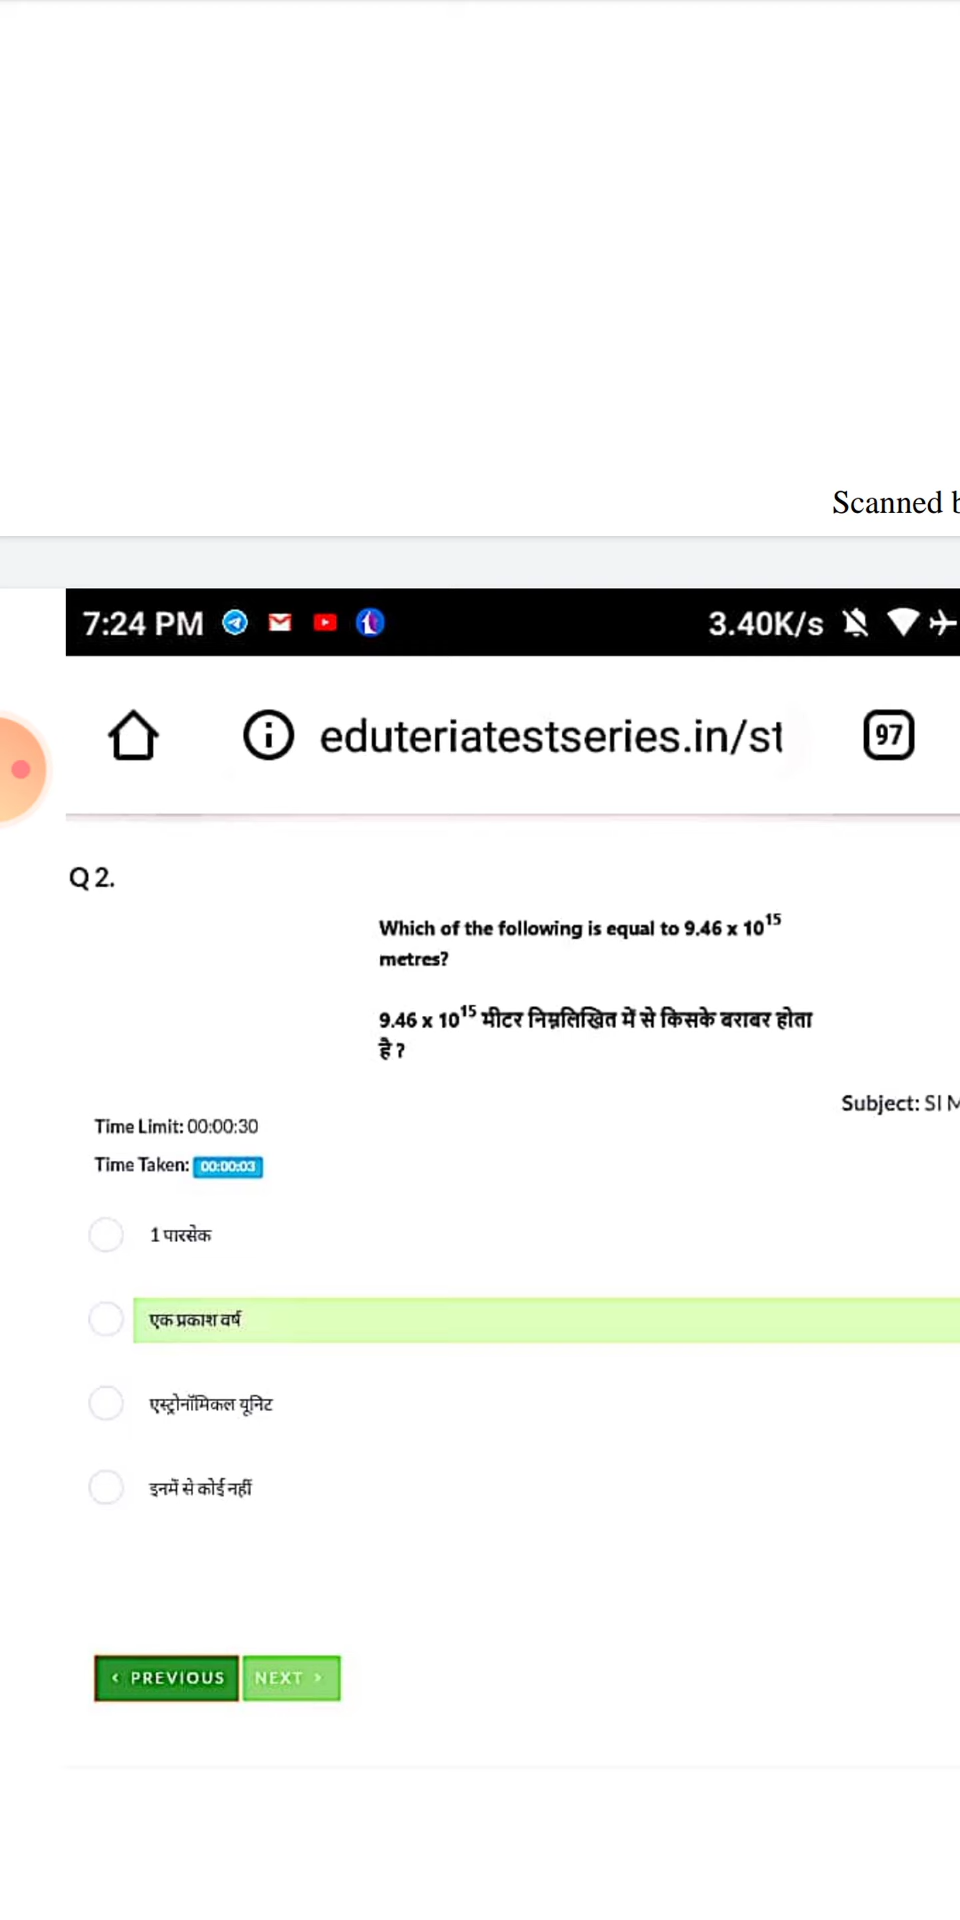 Scanned
7:24 PM 3.40K/s
eduteriatestseries.in/st 97
Q 2.
Which of the following is equal to 9.46 x 10¹⁵
metres?
9.46 x 10¹⁵ मीटर निम्नलिखित में से किसके बराबर होता
है ?
Subject: SI
Time Limit: 00:00:30
Time Taken: 00:00:03
1 पारसेक
एक प्रकाश वर्ष
एस्ट्रोनॉमिकल यूनिट
इनमें से कोई नहीं
‹ PREVIOUS NEXT ›